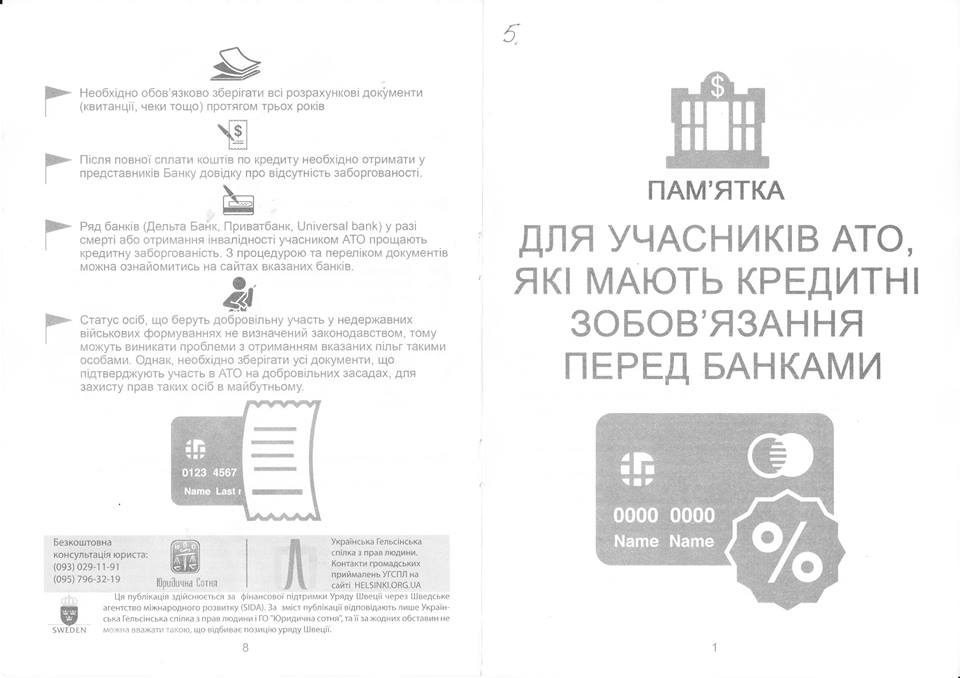 Необхідно обов'язково зберігати всі розрахункові документи
(квитанції, чеки тощо) протягом трьох років
$
Після повної сплати коштів по кредиту необхідно отримати у
представників Банку довідку про відсутність заборгованості.
Ряд банків (Дельта Банк, Приватбанк, Universal bank) у разі
смерті або отримання інвалідності учасником АТО прощають
кредитну заборгованість. З процедурою та переліком документів
можна ознайомитись на сайтах вказаних банків.
Статус осіб, що беруть добровільну участь у недержавних
військових формуваннях не визначений законодавством, тому
можуть виникати проблеми з отриманням вказаних пільг такими
особами. Однак, необхідно зберігати усі документи, що
підтверджують участь в АТО на добровільних засадах, для
захисту прав таких осіб в майбутньому.
0123 4567
Name Last
Безкоштовна
консультація юриста:
(093) 029-11-91
(095) 796-32-19
Юридична Сотня
Українська Гельсінська
спілка з прав людини.
Контакти громадських
приймалень УГСПЛ на
сайті HELSINKI.ORG.UA
SWEDEN
Ця публікація здійснюється за фінансової підтримки Уряду Швеції через Шведське
агентство міжнародного розвитку (SIDA). За зміст публікації відповідають лише Україн-
ська Гельсінська спілка з прав людини і ГО "Юридична сотня", та її за жодних обставин не
можна вважати такою, що відбиває позицію уряду Швеції.
8
5.
$
ПАМ'ЯТКА
ДЛЯ УЧАСНИКІВ АТО,
ЯКІ МАЮТЬ КРЕДИТНІ
ЗОБОВ'ЯЗАННЯ
ПЕРЕД БАНКАМИ
0000 0000
Name Name
%
1